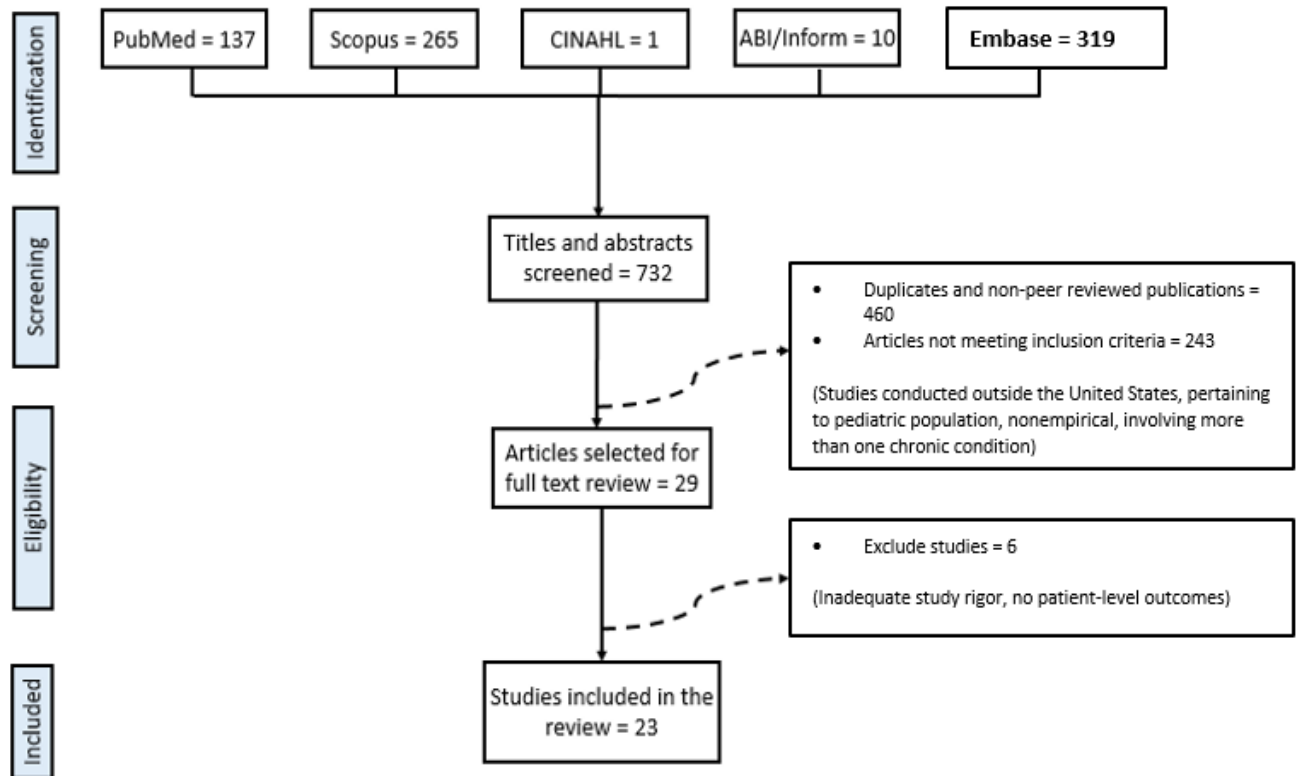 Identification
PubMed = 137
Scopus = 265
CINAHL = 1
ABI/Inform = 10
Embase = 319
Screening
Titles and abstracts
screened = 732
• Duplicates and non-peer reviewed publications =
460
• Articles not meeting inclusion criteria = 243
(Studies conducted outside the United States, pertaining
to pediatric population, nonempirical, involving more
than one chronic condition)
Eligibility
Articles selected for
full text review = 29
• Exclude studies = 6
(Inadequate study rigor, no patient-level outcomes)
Included
Studies included in the
review = 23